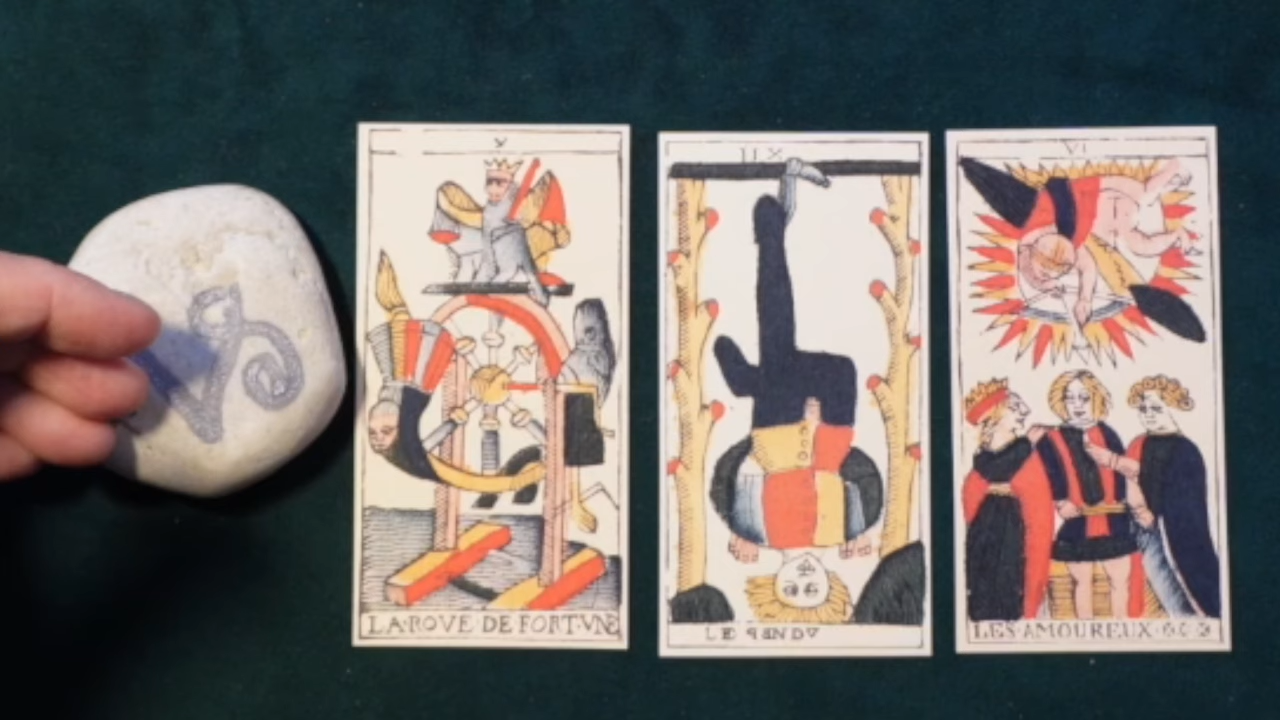 X
LA·ROVE·DE FORTVNE
IIX
LE PENDV
VI
LES·AMOUREUX·